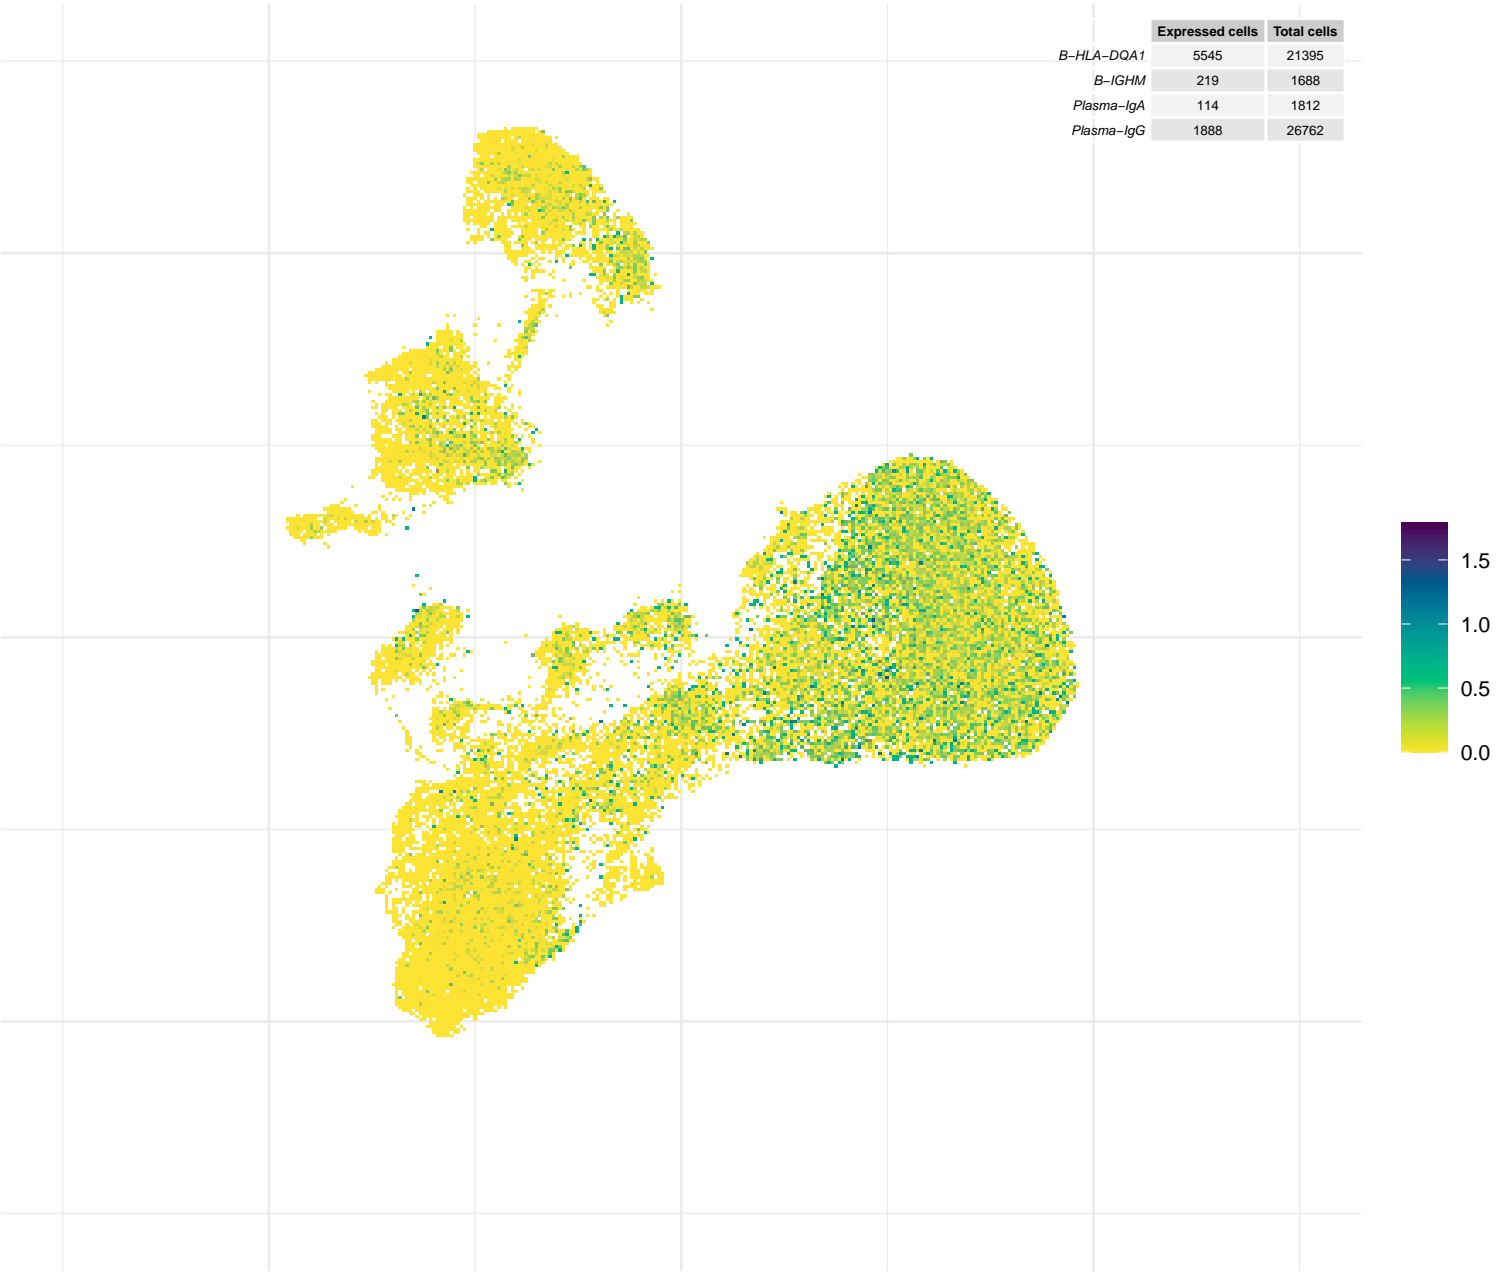 Expressed cells Total cells
B−HLA−DQA1 5545 21395
B−IGHM 219 1688
Plasma−IgA 114 1812
Plasma−IgG 1888 26762
1.5
1.0
0.5
0.0